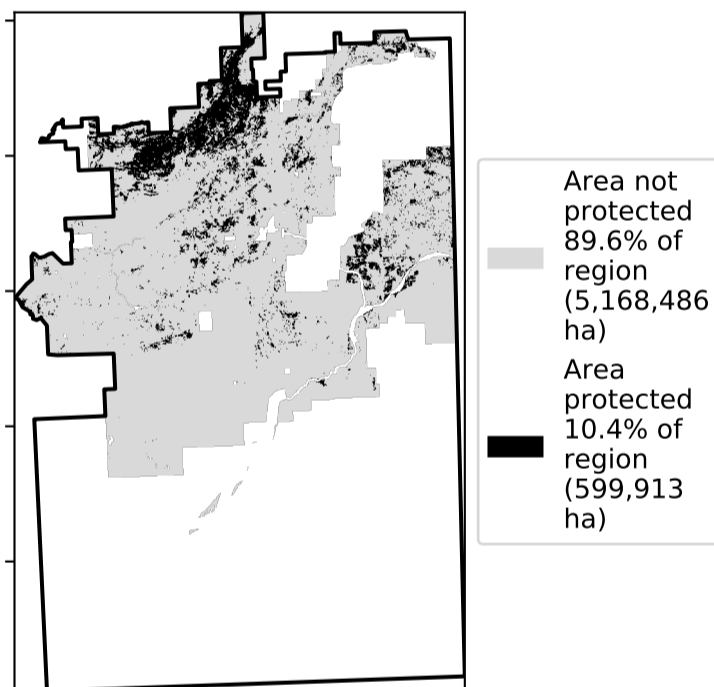 Area not
protected
89.6% of
region
(5,168,486
ha)
Area
protected
10.4% of
region
(599,913
ha)